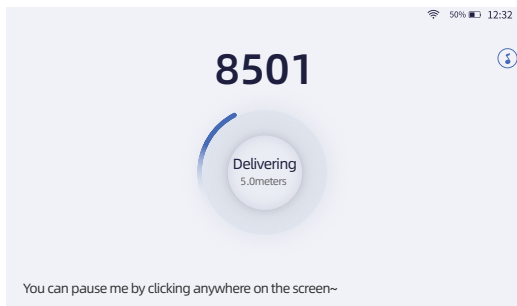 50% 12:32
8501
Delivering
5.0meters
You can pause me by clicking anywhere on the screen~